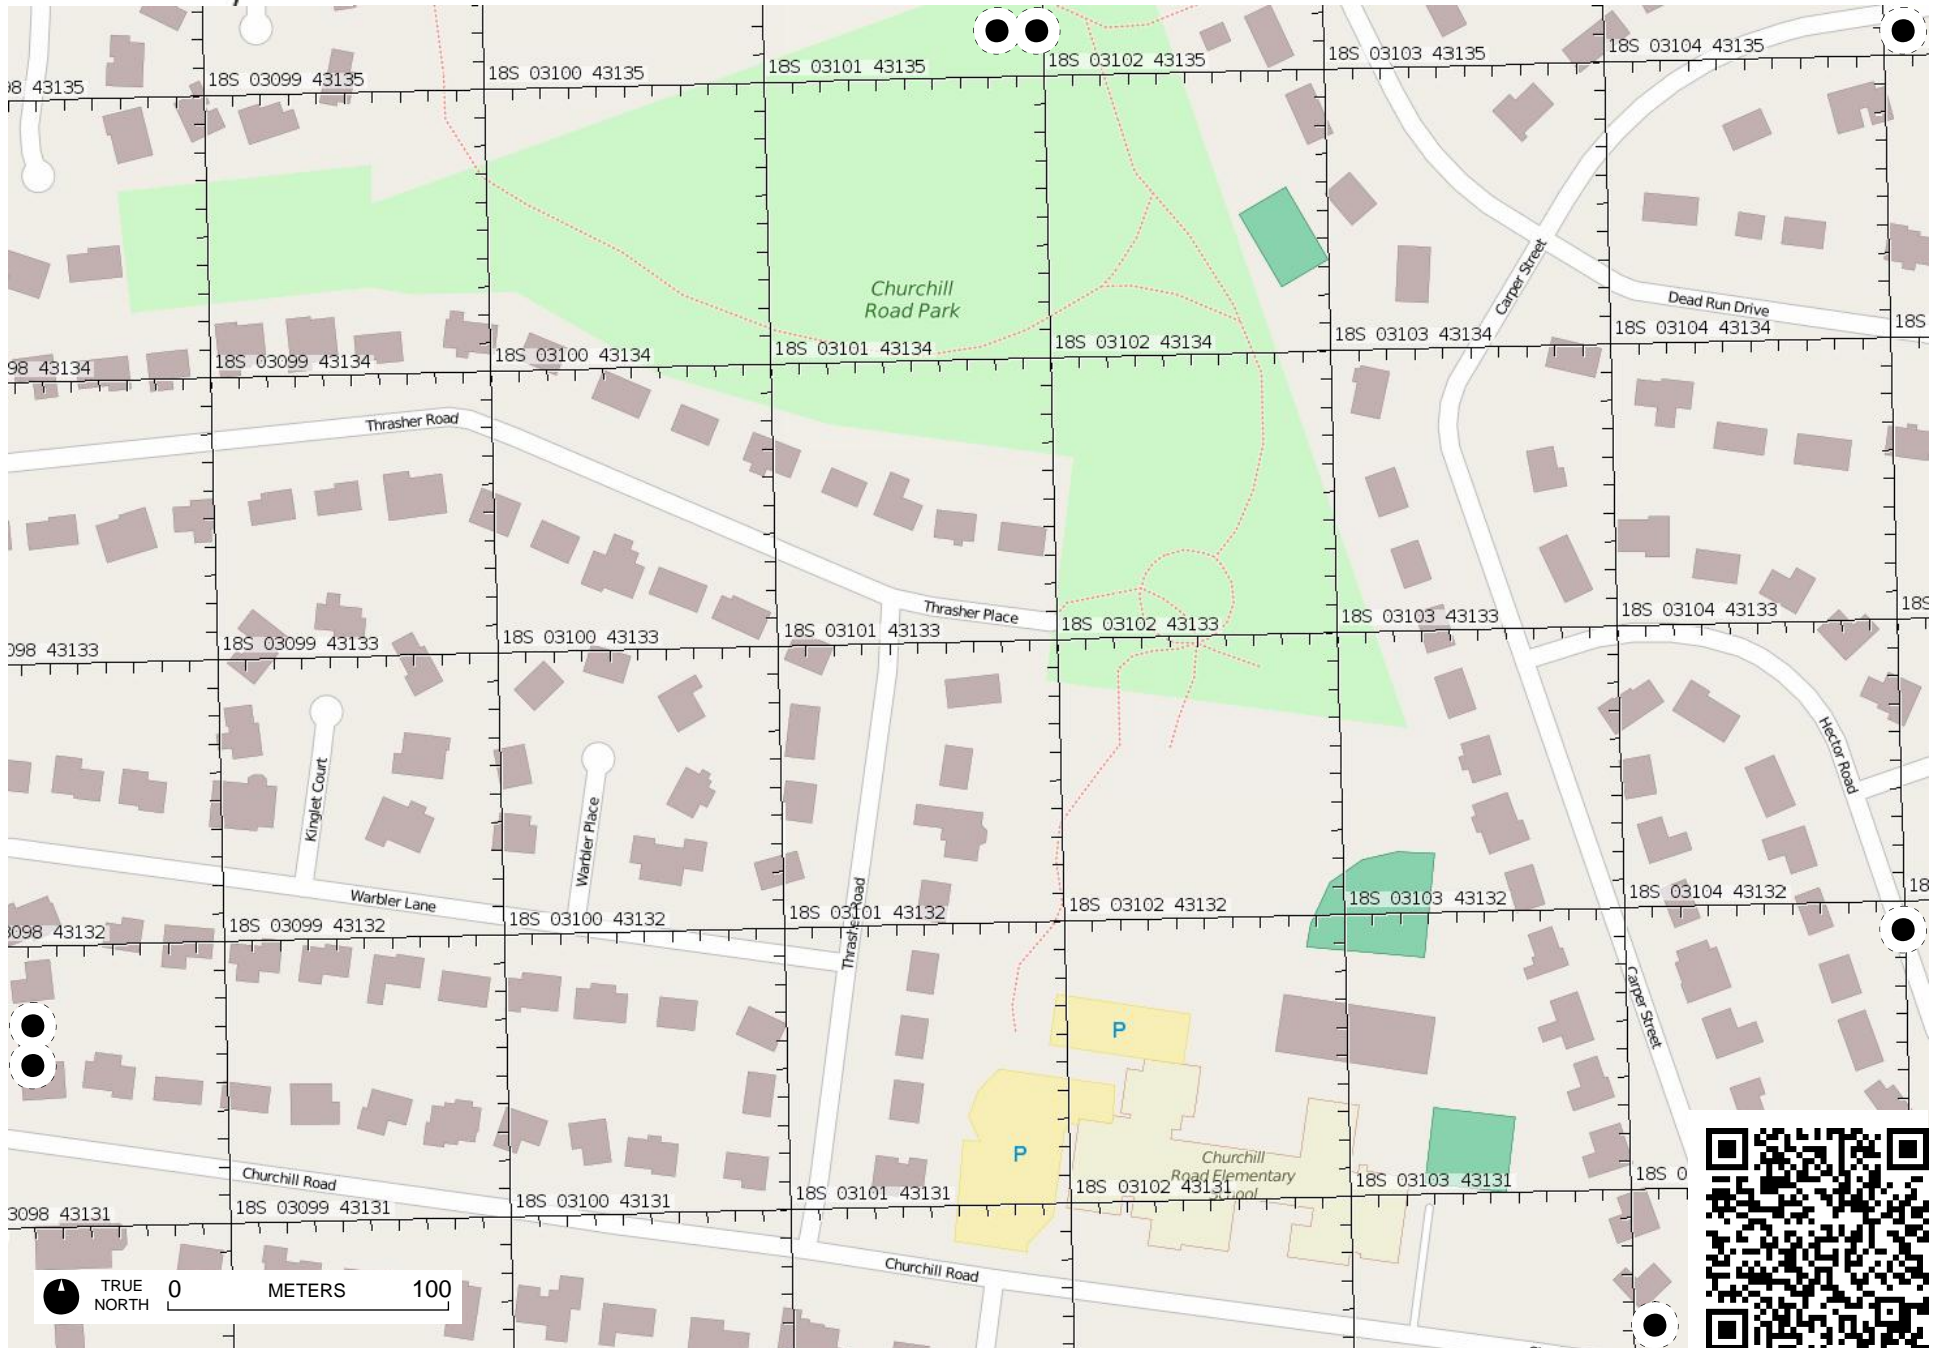 18S 03099 43135
18S 03100 43135
18S 03101 43135
18S 03102 43135
18S 03103 43135
18S 03104 43135
98 43135
Churchill
Road Park
Carper Street
Dead Run Drive
98 43134
18S 03099 43134
18S 03100 43134
18S 03101 43134
18S 03102 43134
18S 03103 43134
18S 03104 43134
18S
Thrasher Road
Thrasher Place
098 43133
18S 03099 43133
18S 03100 43133
18S 03101 43133
18S 03102 43133
18S 03103 43133
18S 03104 43133
18S
Kinglet Court
Warbler Place
Hector Road
Warbler Lane
Thrasher Road
3098 43132
18S 03099 43132
18S 03100 43132
18S 03101 43132
18S 03102 43132
18S 03103 43132
18S 03104 43132
18
Carper Street
P
P
Churchill
Road Elementary
School
Churchill Road
3098 43131
18S 03099 43131
18S 03100 43131
18S 03101 43131
18S 03102 43131
18S 03103 43131
18S 0
Churchill Road
TRUE
NORTH
0 METERS 100